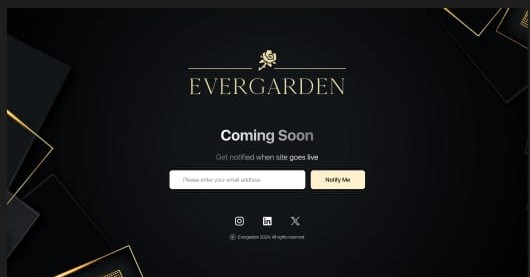 EVERGARDEN
Coming Soon
Get notified when site goes live
Please enter your email address
Notify Me
Evergarden 2024. All rights reserved